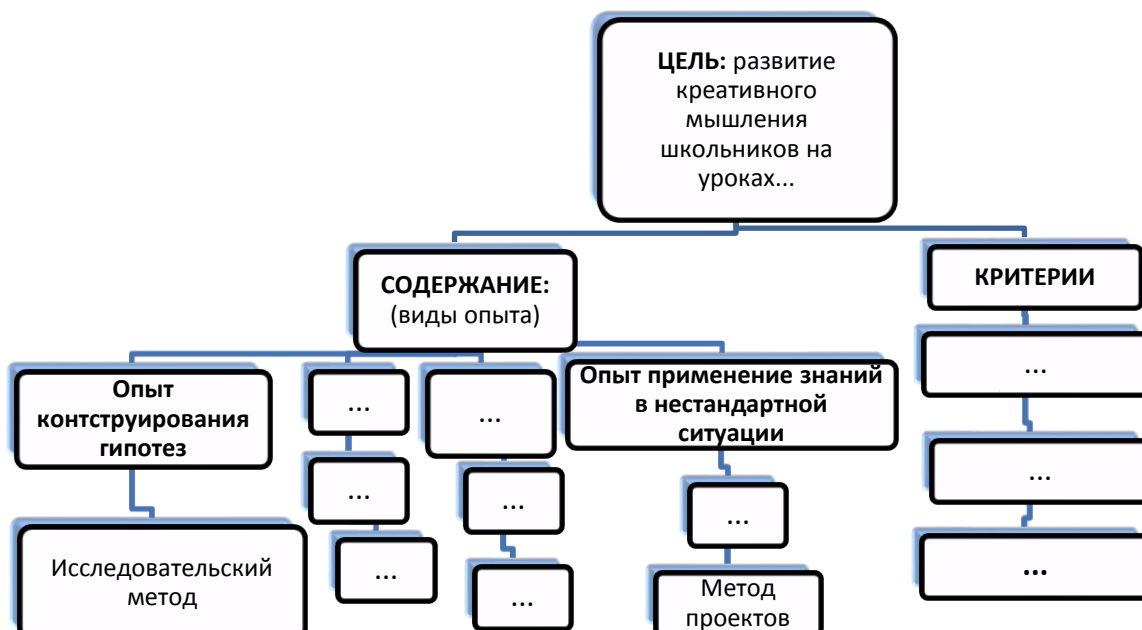 ЦЕЛЬ: развитие
креативного
мышления
школьников на
уроках...
СОДЕРЖАНИЕ:
(виды опыта)
КРИТЕРИИ
Опыт
контструирования
гипотез
...
...
Опыт применение знаний
в нестандартной
ситуации
...
...
...
...
...
Исследовательский
метод
...
...
Метод
проектов
...